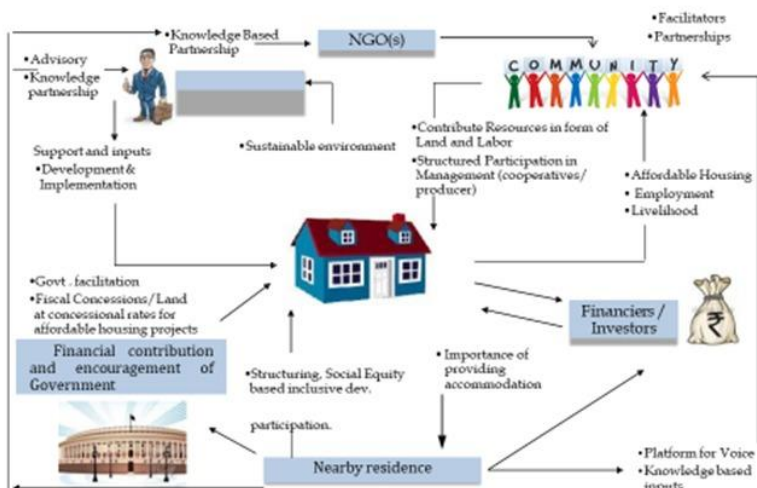 Knowledge Based
Partnership
NGO(s)
Facilitators
Partnerships
COMMUNITY
Advisory
Knowledge
partnership
Support and inputs
Development &
Implementation
Sustainable environment
Contribute Resources in form of
Land and Labor
Structured Participation in
Management (cooperatives/
producer)
Affordable Housing
Employment
Livelihood
Govt . facilitation
Fiscal Concessions/ Land
at concessional rates for
affordable housing projects
Financial contribution
and encouragement of
Government
Financiers /
Investors
₹
Structuring, Social Equity
based inclusive dev.
participation.
Importance of
providing
accommodation
Nearby residence
Platform for Voice
Knowledge based
inputs